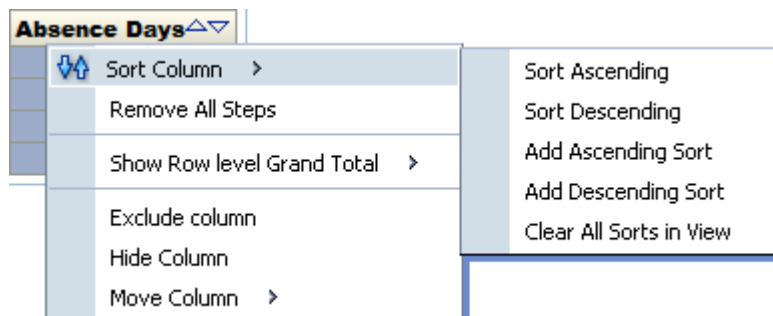 Absence Days
Sort Column
Remove All Steps
Show Row level Grand Total
Exclude column
Hide Column
Move Column
Sort Ascending
Sort Descending
Add Ascending Sort
Add Descending Sort
Clear All Sorts in View